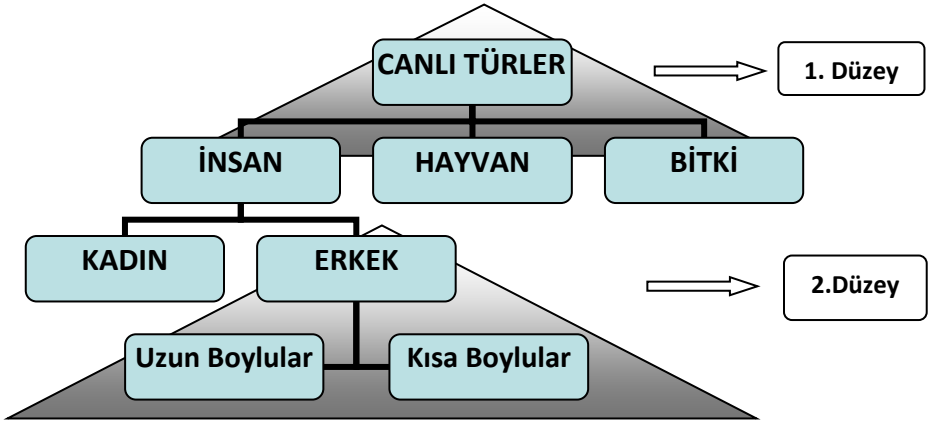 CANLI TÜRLER
1. Düzey
İNSAN
HAYVAN
BİTKİ
KADIN
ERKEK
2.Düzey
Uzun Boylular
Kısa Boylular